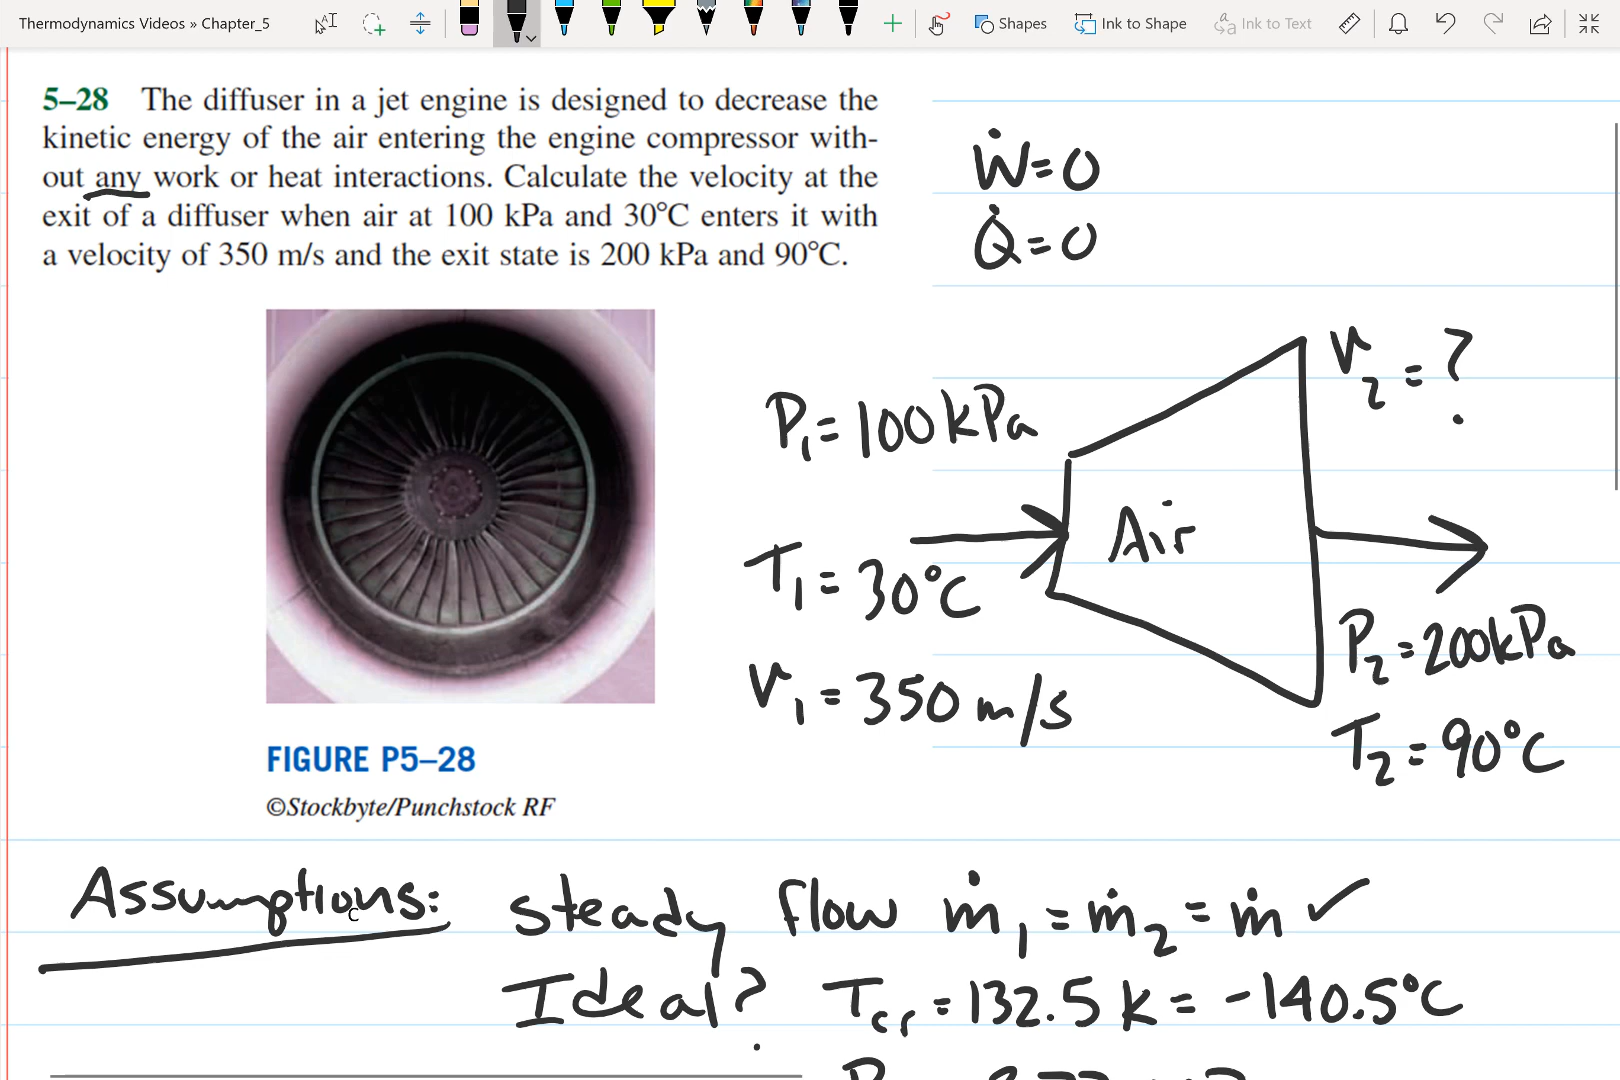 Thermodynamics Videos » Chapter_5
Shapes
Ink to Shape
Ink to Text
5–28 The diffuser in a jet engine is designed to decrease the
kinetic energy of the air entering the engine compressor with-
out any work or heat interactions. Calculate the velocity at the
exit of a diffuser when air at 100 kPa and 30°C enters it with
a velocity of 350 m/s and the exit state is 200 kPa and 90°C.
Ẇ=0
Q̇=0
V₂ = ?
P₁ = 100 kPa
Air
T₁ = 30°C
V₁ = 350 m/s
P₂ = 200kPa
T₂ = 90°C
FIGURE P5–28
©Stockbyte/Punchstock RF
Assumptions: steady flow ṁ₁ = ṁ₂ = ṁ ✓
Ideal? Tcr = 132.5 K = -140.5°C